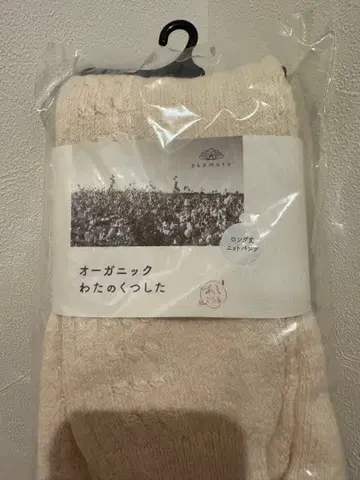 ロング丈
ニットパンツ
オーガニック
わたのくつした